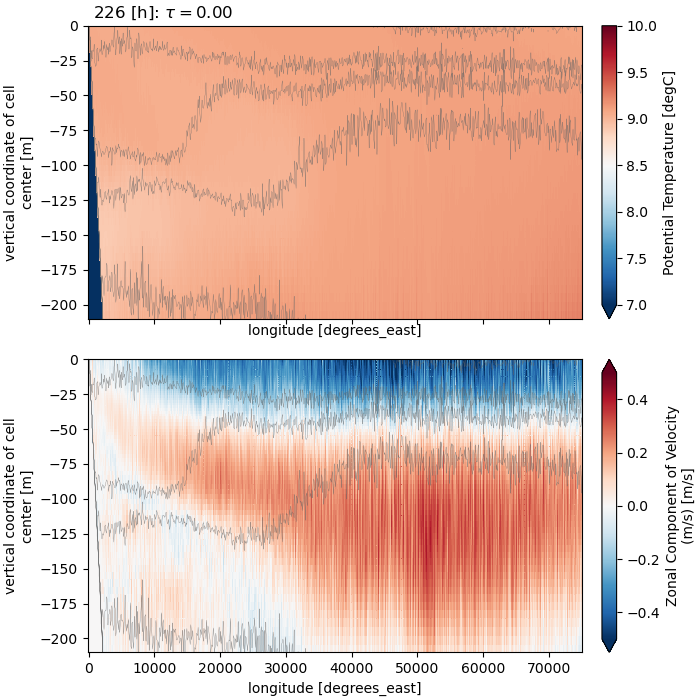 226 [h]: τ = 0.00
0
−25
−50
−75
−100
−125
−150
−175
−200
vertical coordinate of cell
center [m]
longitude [degrees_east]
10.0
9.5
9.0
8.5
8.0
7.5
7.0
Potential Temperature [degC]
0
−25
−50
−75
−100
−125
−150
−175
−200
vertical coordinate of cell
center [m]
0 10000 20000 30000 40000 50000 60000 70000
longitude [degrees_east]
0.4
0.2
0.0
−0.2
−0.4
Zonal Component of Velocity
(m/s) [m/s]